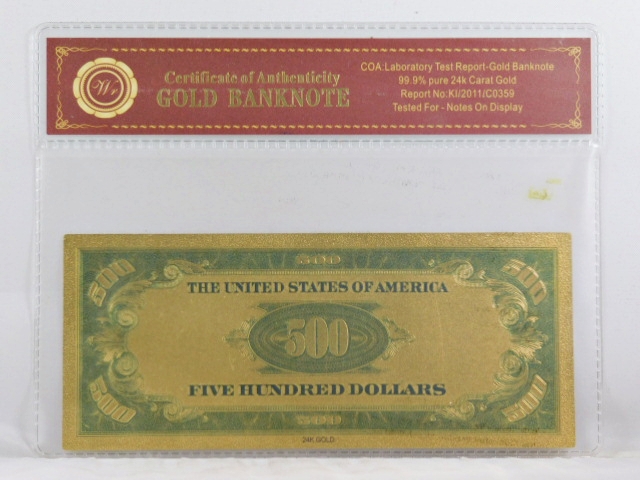 Certificate of Authenticity
GOLD BANKNOTE
COA:Laboratory Test Report-Gold Banknote
99.9% pure 24k Carat Gold
Report No:KI/2011/C0359
Tested For - Notes On Display
500
500
500
THE UNITED STATES OF AMERICA
500
FIVE HUNDRED DOLLARS
500
500
500
24K GOLD